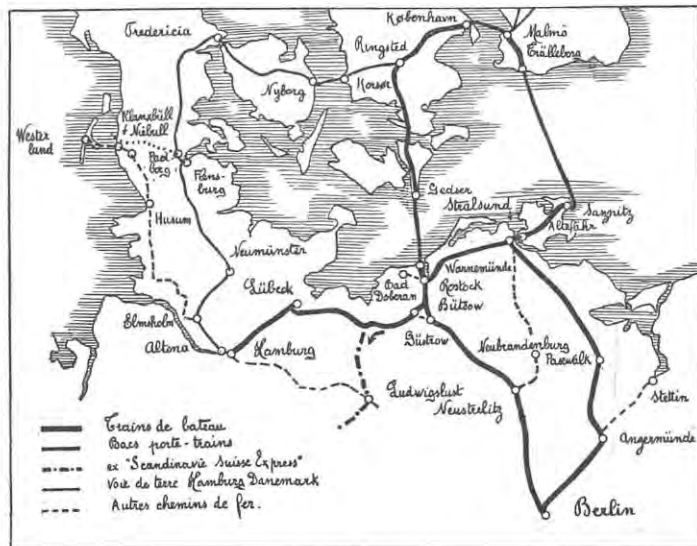 København
Fredericia
Malmö
Trälleborg
Ringsted
Nyborg
Korsør
Klanxbüll
+ Niebüll
Wester
land
Pad
borg
Flens-
burg
Gedser
Stralsund
Sassnitz
Altefähr
Husum
Neumünster
Warnemünde
Lübeck
Bad
Doberan
Rostock
Bützow
Elmshorn
Güstrow
Altona
Hamburg
Neubrandenburg
Pasewalk
Ludwigslust
Neustrelitz
Stettin
Angermünde
Berlin
Trains de bateau
Bacs porte-trains
ex "Scandinavie Suisse Express"
Voie de terre Hamburg Danemark
Autres chemins de fer.